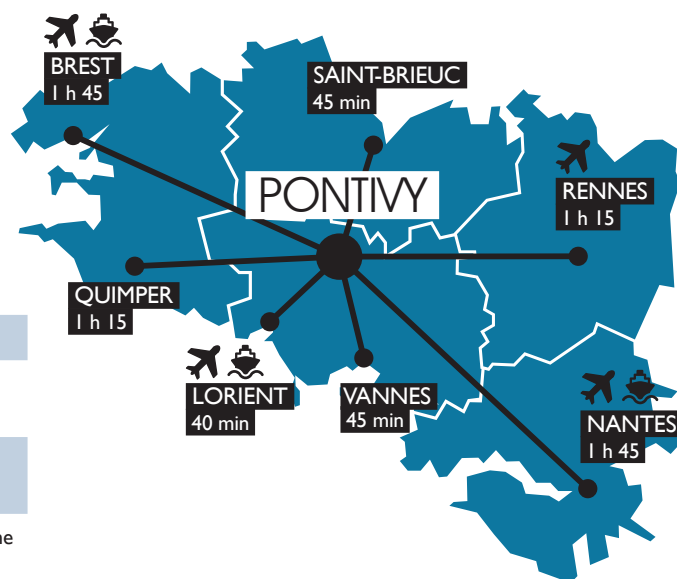 BREST
1 h 45
SAINT-BRIEUC
45 min
PONTIVY
RENNES
1 h 15
QUIMPER
1 h 15
LORIENT
40 min
VANNES
45 min
NANTES
1 h 45